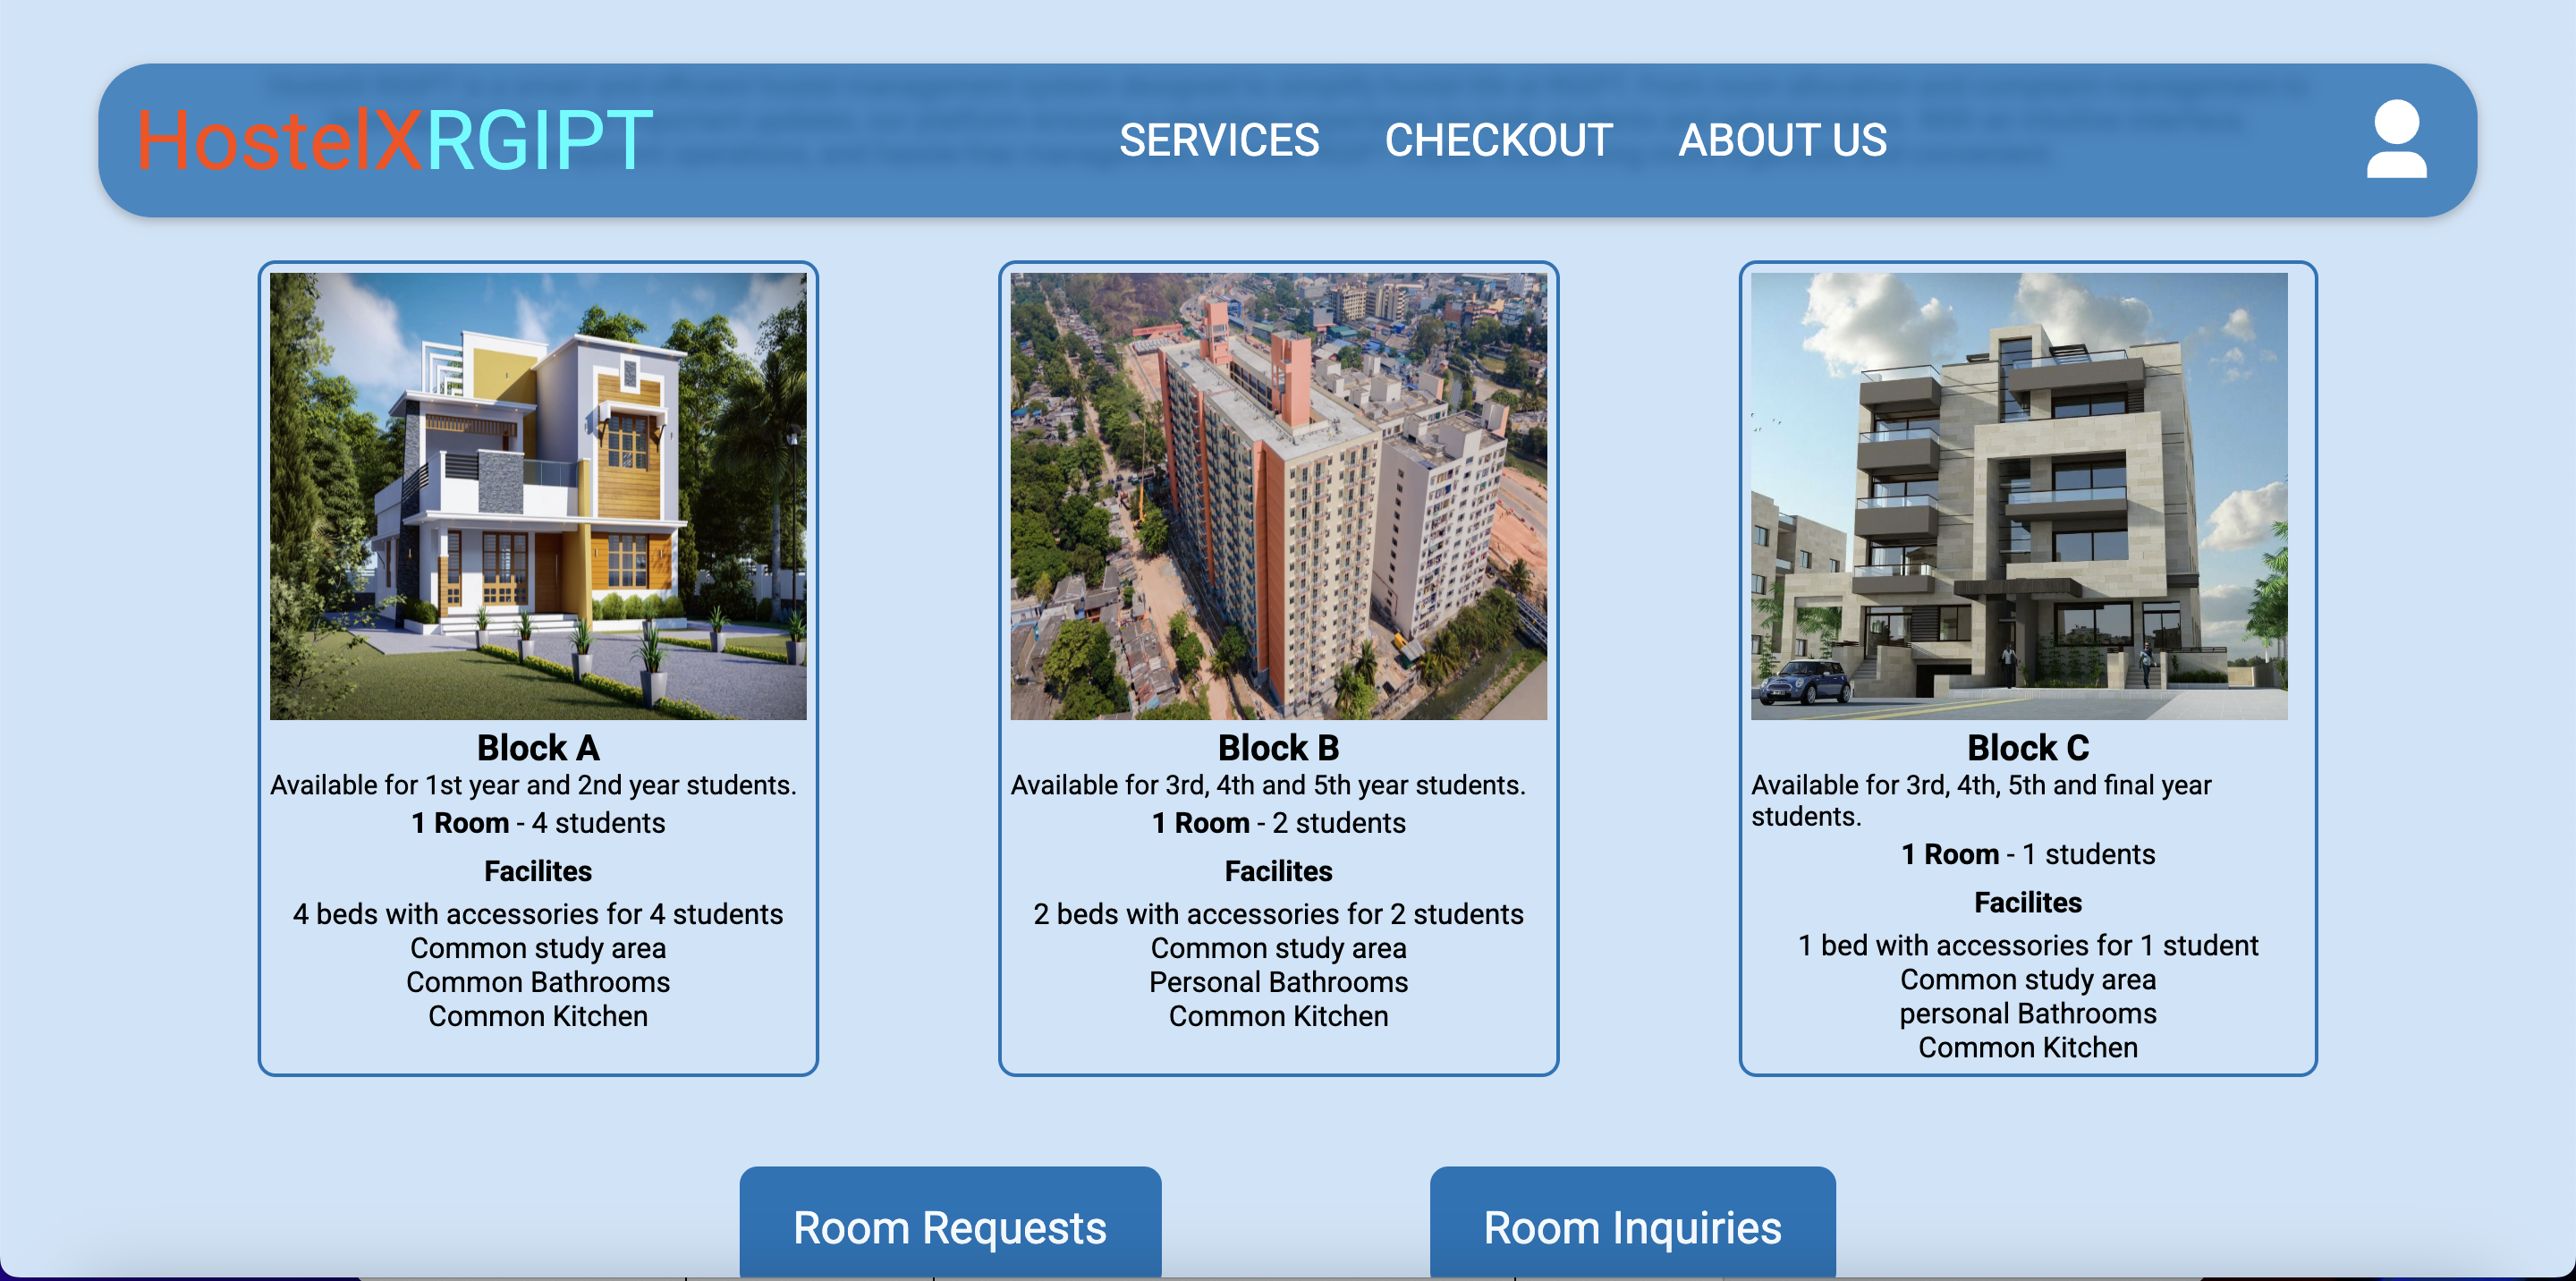 HostelXRGIPT
SERVICES CHECKOUT ABOUT US
Block A
Available for 1st year and 2nd year students.
1 Room - 4 students
Facilites
4 beds with accessories for 4 students
Common study area
Common Bathrooms
Common Kitchen
Block B
Available for 3rd, 4th and 5th year students.
1 Room - 2 students
Facilites
2 beds with accessories for 2 students
Common study area
Personal Bathrooms
Common Kitchen
Block C
Available for 3rd, 4th, 5th and final year
students.
1 Room - 1 students
Facilites
1 bed with accessories for 1 student
Common study area
personal Bathrooms
Common Kitchen
Room Requests
Room Inquiries